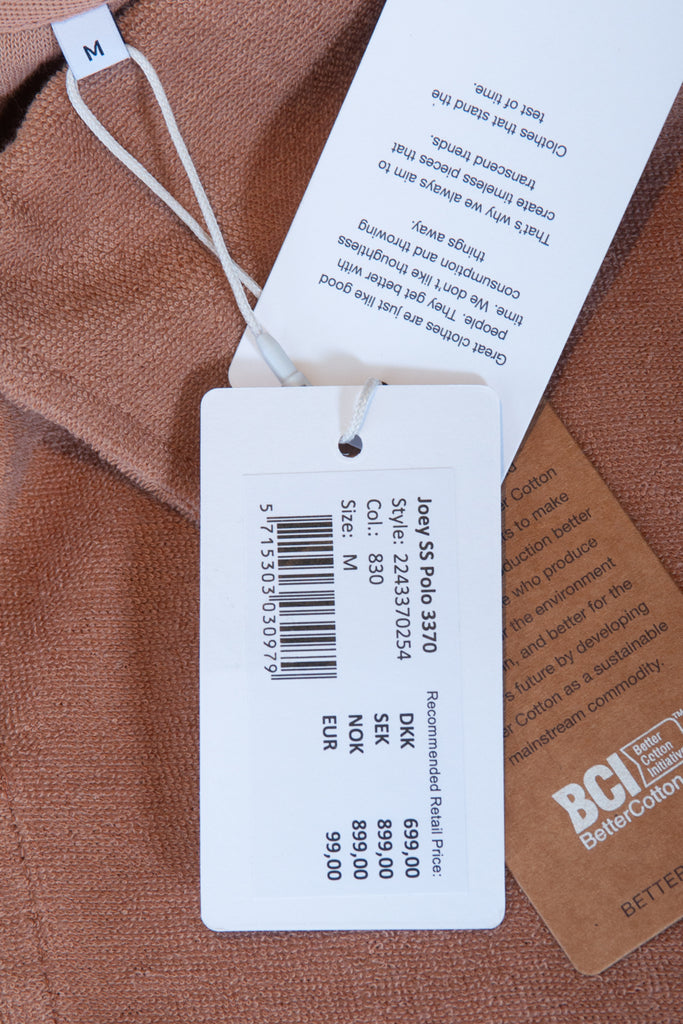 M
Great clothes are just like good
people. They get better with
time. We don't like thoughtless
consumption and throwing
things away.
That's why we always aim to
create timeless pieces that
transcend trends.
Clothes that stand the
test of time.
Joey SS Polo 3370
Style: 2243370254
Col.: 830
Size: M
5 715303 030979
Recommended Retail Price:
DKK 699,00
SEK 899,00
NOK 899,00
EUR 99,00
Cotton
to make
better
who produce
the environment
, and better for the
future by developing
Cotton as a sustainable
mainstream commodity.
BCI
Better
Cotton
Initiative
™
BetterCotton
BETTER